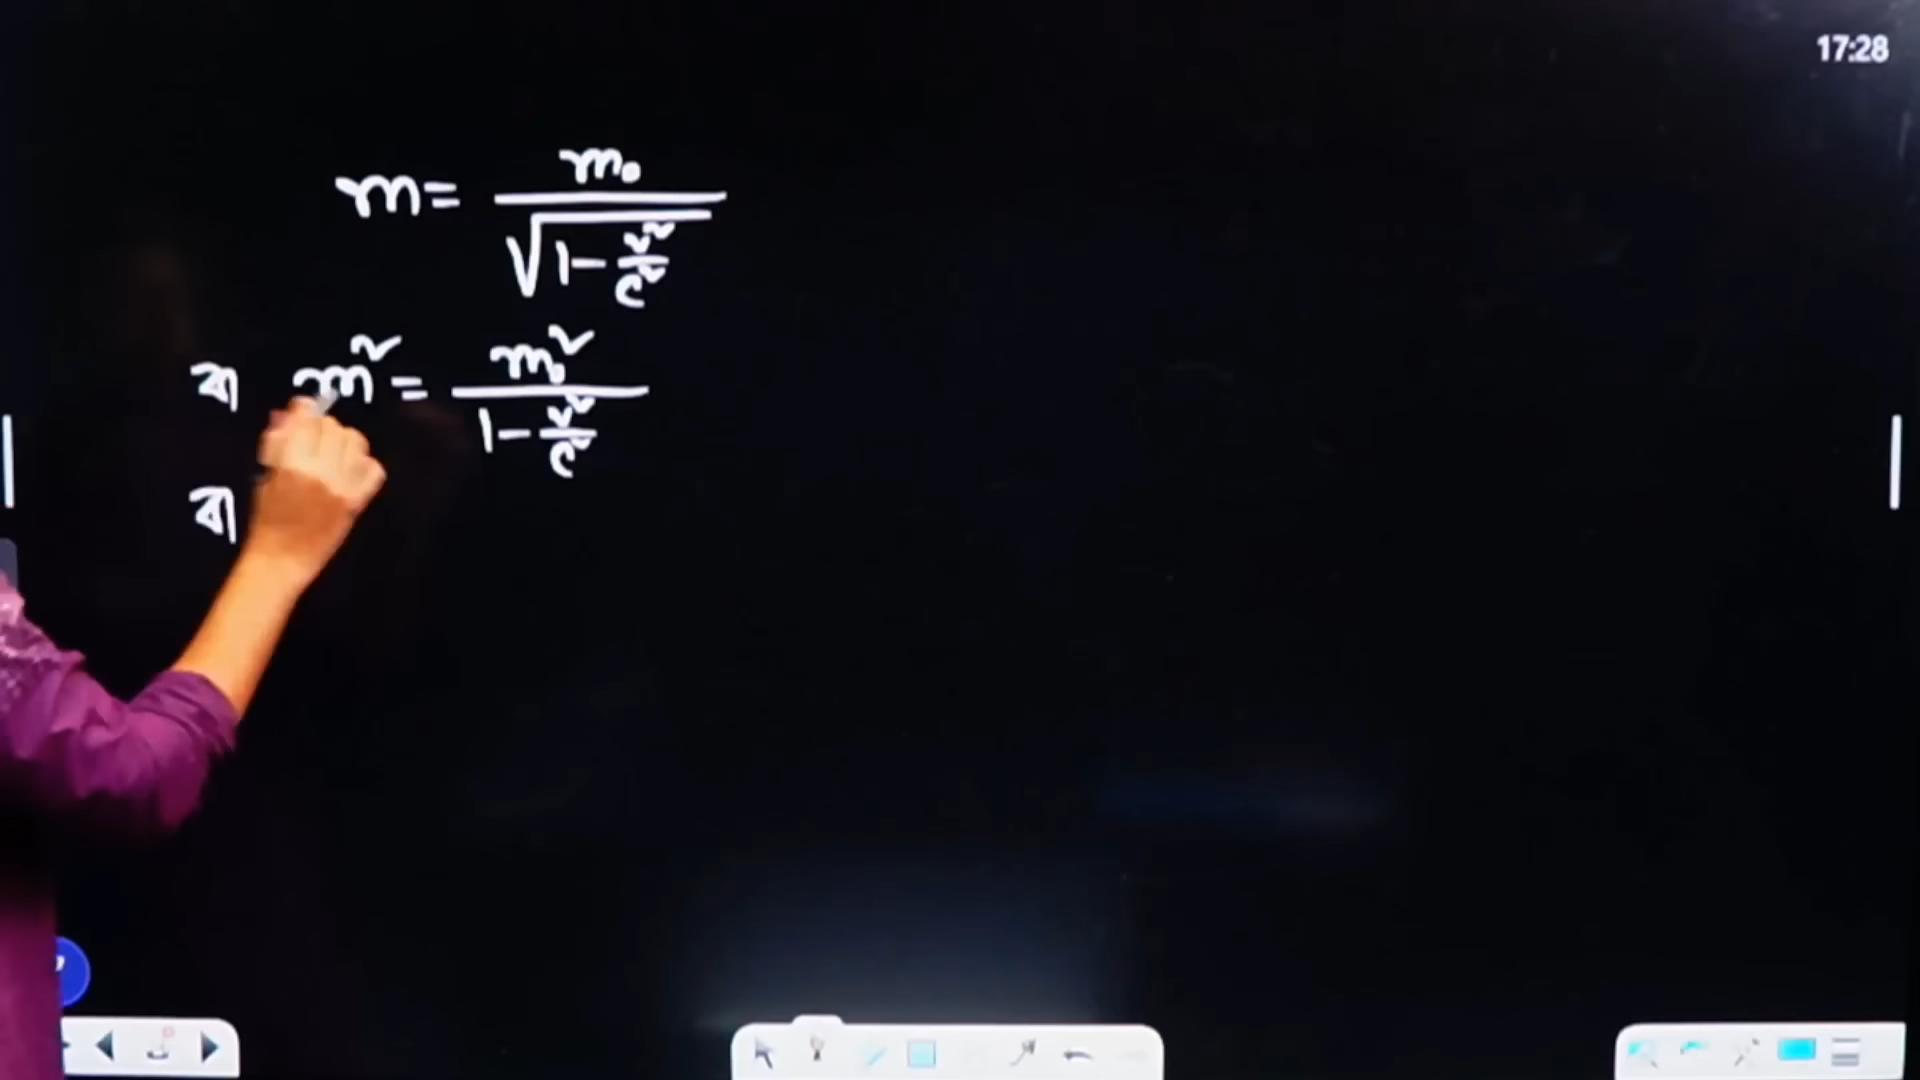 17:28
m = m₀ / √(1 - v²/c²)
বা m² = m₀² / (1 - v²/c²)
বা